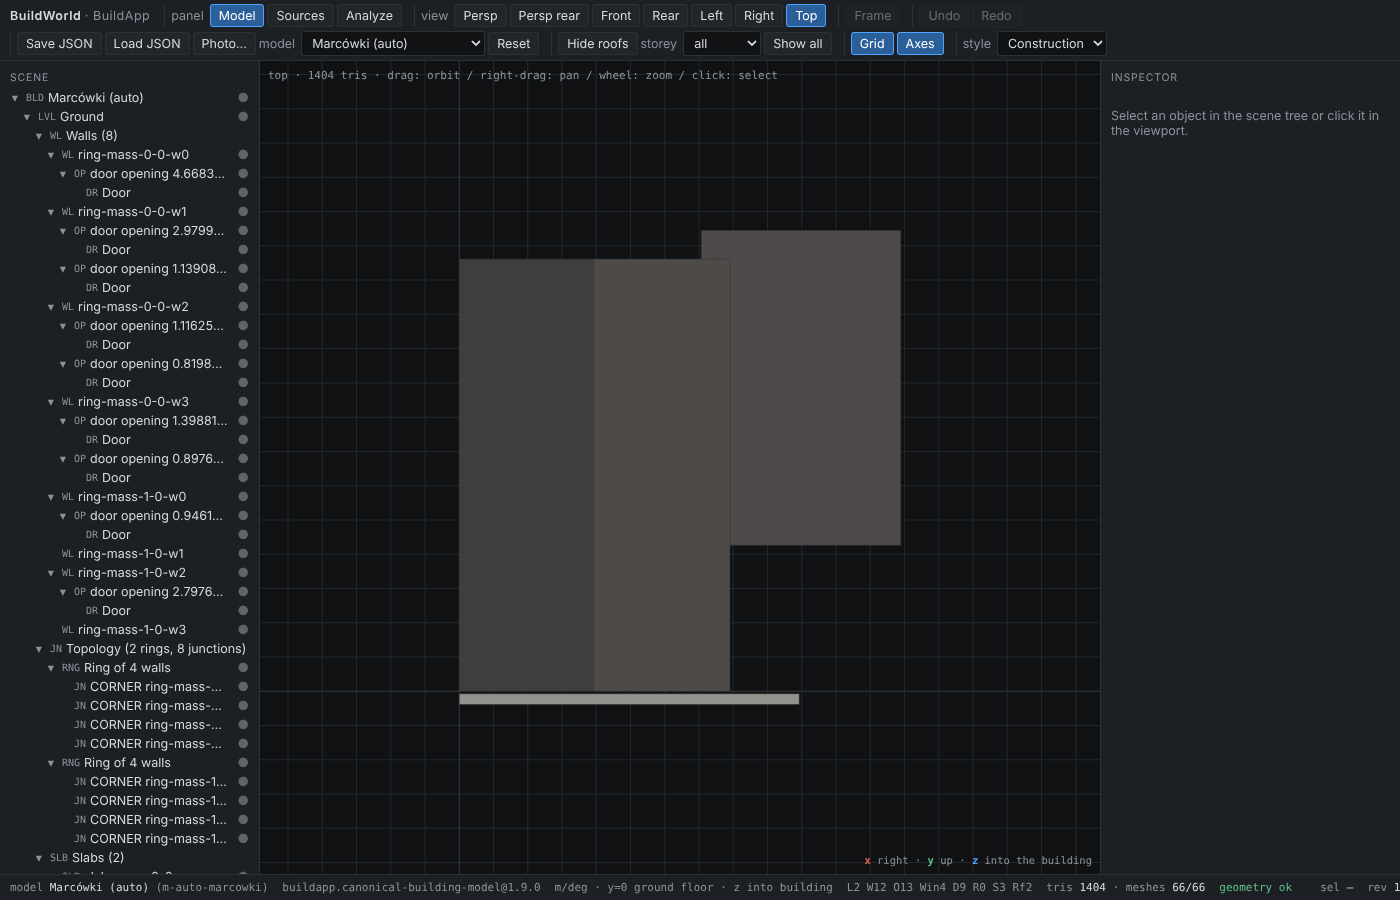 BuildWorld · BuildApp panel Model Sources Analyze view Persp Persp rear Front Rear Left Right Top Frame Undo Redo
Save JSON Load JSON Photo... model Marcówki (auto) Reset Hide roofs storey all Show all Grid Axes style Construction
SCENE
▼ BLD Marcówki (auto)
▼ LVL Ground
▼ WL Walls (8)
▼ WL ring-mass-0-0-w0
▼ OP door opening 4.6683...
DR Door
▼ WL ring-mass-0-0-w1
▼ OP door opening 2.9799...
DR Door
▼ OP door opening 1.13908...
DR Door
▼ WL ring-mass-0-0-w2
▼ OP door opening 1.11625...
DR Door
▼ OP door opening 0.8198...
DR Door
▼ WL ring-mass-0-0-w3
▼ OP door opening 1.39881...
DR Door
▼ OP door opening 0.8976...
DR Door
▼ WL ring-mass-1-0-w0
▼ OP door opening 0.9461...
DR Door
WL ring-mass-1-0-w1
▼ WL ring-mass-1-0-w2
▼ OP door opening 2.7976...
DR Door
WL ring-mass-1-0-w3
▼ JN Topology (2 rings, 8 junctions)
▼ RNG Ring of 4 walls
JN CORNER ring-mass-...
JN CORNER ring-mass-...
JN CORNER ring-mass-...
JN CORNER ring-mass-...
▼ RNG Ring of 4 walls
JN CORNER ring-mass-1...
JN CORNER ring-mass-1...
JN CORNER ring-mass-1...
JN CORNER ring-mass-1...
▼ SLB Slabs (2)
top · 1404 tris · drag: orbit / right-drag: pan / wheel: zoom / click: select
x right · y up · z into the building
INSPECTOR
Select an object in the scene tree or click it in
the viewport.
model Marcówki (auto) (m-auto-marcowki) buildapp.canonical-building-model@1.9.0 m/deg · y=0 ground floor · z into building L2 W12 O13 Win4 D9 R0 S3 Rf2 tris 1404 · meshes 66/66 geometry ok sel — rev 1